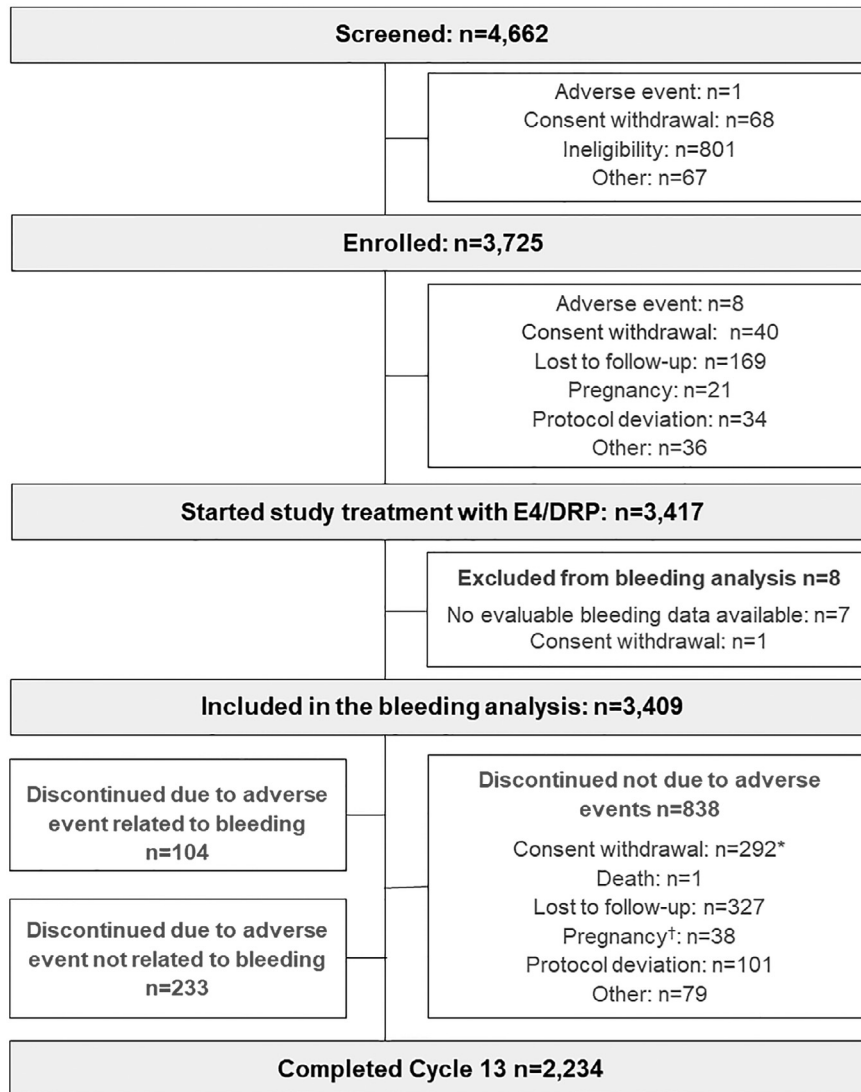 Screened: n=4,662
Adverse event: n=1
Consent withdrawal: n=68
Ineligibility: n=801
Other: n=67
Enrolled: n=3,725
Adverse event: n=8
Consent withdrawal: n=40
Lost to follow-up: n=169
Pregnancy: n=21
Protocol deviation: n=34
Other: n=36
Started study treatment with E4/DRP: n=3,417
Excluded from bleeding analysis n=8
No evaluable bleeding data available: n=7
Consent withdrawal: n=1
Included in the bleeding analysis: n=3,409
Discontinued due to adverse
event related to bleeding
n=104
Discontinued due to adverse
event not related to bleeding
n=233
Discontinued not due to adverse
events n=838
Consent withdrawal: n=292*
Death: n=1
Lost to follow-up: n=327
Pregnancy†: n=38
Protocol deviation: n=101
Other: n=79
Completed Cycle 13 n=2,234